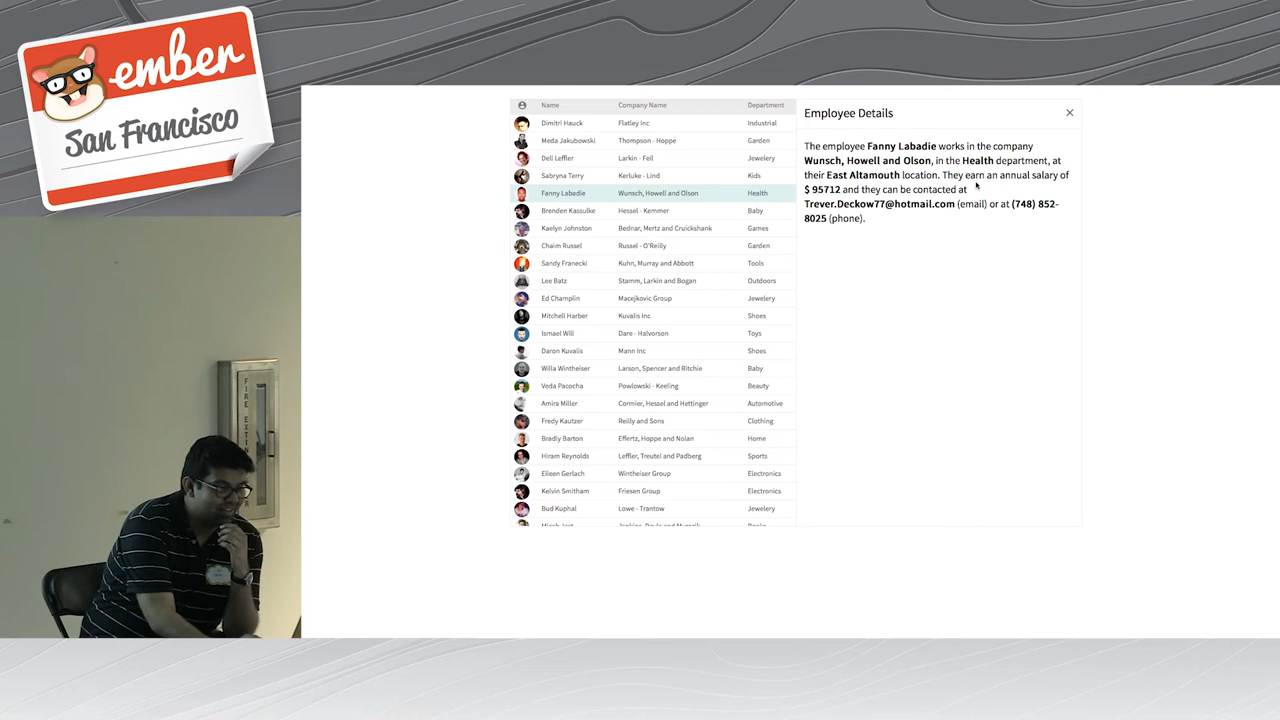 ember
San Francisco
FIRE EXTIN
Name Company Name Department
Dimitri Hauck Flatley Inc Industrial
Meda Jakubowski Thompson - Hoppe Garden
Deli Leffler Larkin - Feil Jewelery
Sabryna Terry Kerluke - Lind Kids
Fanny Labadie Wunsch, Howell and Olson Health
Brenden Kassulke Hessel - Kemmer Baby
Kaelyn Johnston Bednar, Mertz and Cruickshank Games
Chaim Russel Russel - O'Reilly Garden
Sandy Franecki Kuhn, Murray and Abbott Tools
Lee Batz Stamm, Larkin and Bogan Outdoors
Ed Champlin Macejkovic Group Jewelery
Mitchell Harber Kuvalis Inc Shoes
Ismael Will Dare - Halvorson Toys
Daron Kuvalis Mann Inc Shoes
Willa Wintheiser Larson, Spencer and Ritchie Baby
Veda Pacocha Powlowski - Keeling Beauty
Amira Miller Cormier, Hessel and Hettinger Automotive
Fredy Kautzer Reilly and Sons Clothing
Bradly Barton Effertz, Hoppe and Nolan Home
Hiram Reynolds Leffler, Treutel and Padberg Sports
Eileen Gerlach Wintheiser Group Electronics
Kelvin Smitham Friesen Group Electronics
Bud Kuphal Lowe - Trantow Jewelery
Employee Details
The employee Fanny Labadie works in the company
Wunsch, Howell and Olson, in the Health department, at
their East Altamouth location. They earn an annual salary of
$ 95712 and they can be contacted at
Trever.Deckow77@hotmail.com (email) or at (748) 852-
8025 (phone).